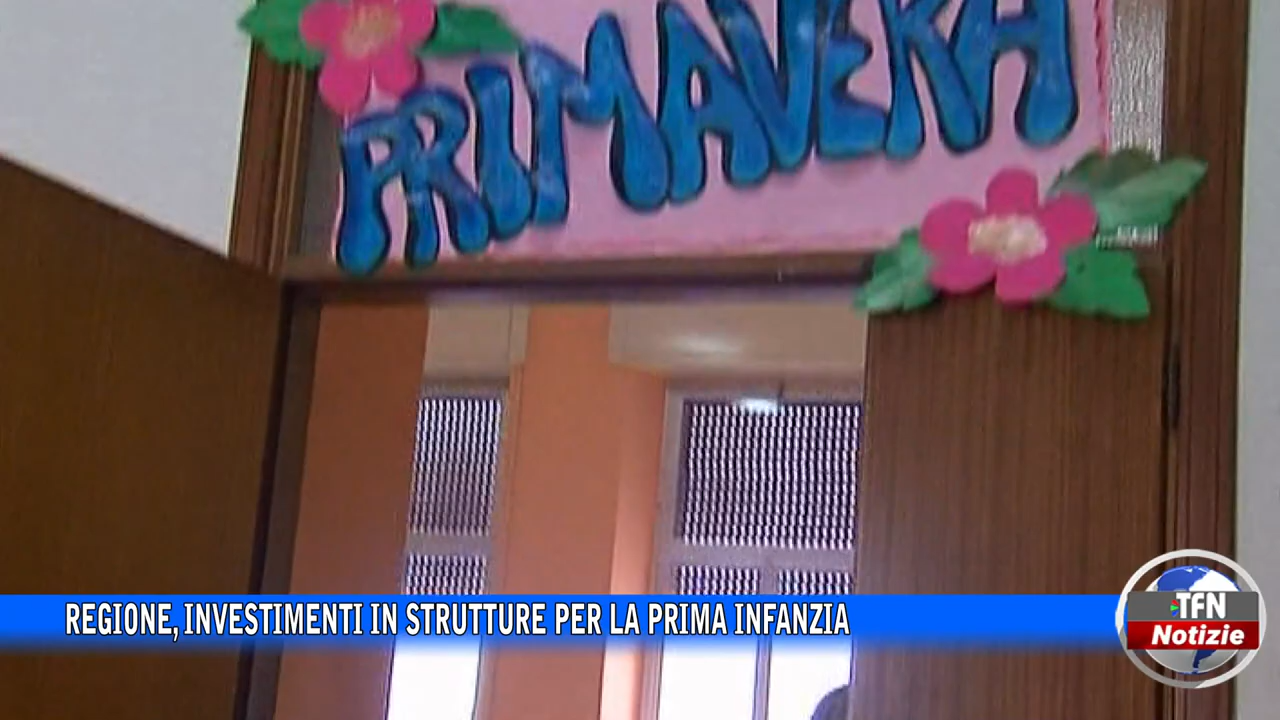 PRIMAVERA
REGIONE, INVESTIMENTI IN STRUTTURE PER LA PRIMA INFANZIA
TFN
Notizie